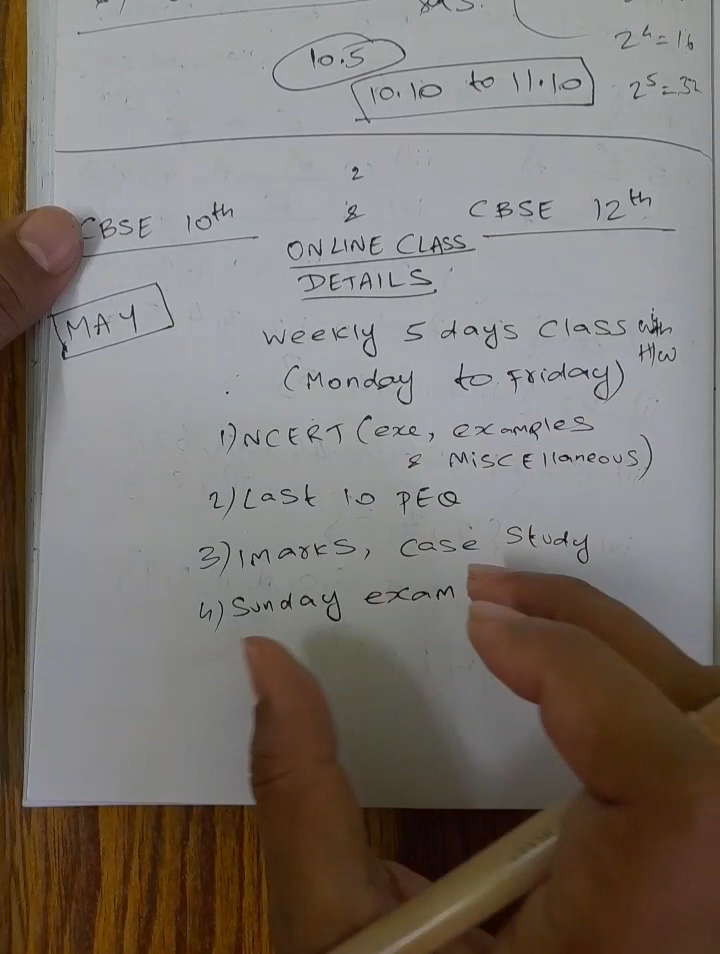 2⁴=16
10.5
10.10 to 11.10
2⁵=32
2
CBSE 10th & CBSE 12th
ONLINE CLASS
DETAILS
MAY
Weekly 5 days class with H/W
(Monday to Friday)
1) NCERT (exe, examples
& Miscellaneous)
2) Last 10 PEQ
3) 1marks, case study
4) Sunday exam